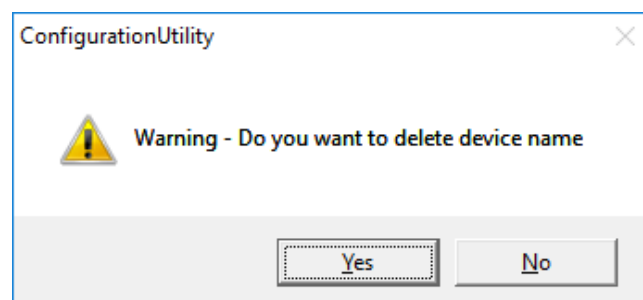 ConfigurationUtility
Warning - Do you want to delete device name
Yes
No